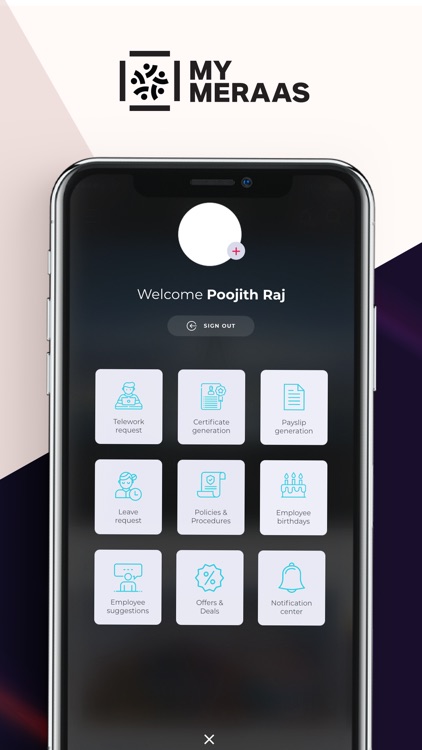 MY
MERAAS
Welcome Poojith Raj
SIGN OUT
Telework
request
Certificate
generation
Payslip
generation
Leave
request
Policies &
Procedures
Employee
birthdays
Employee
suggestions
Offers &
Deals
Notification
center